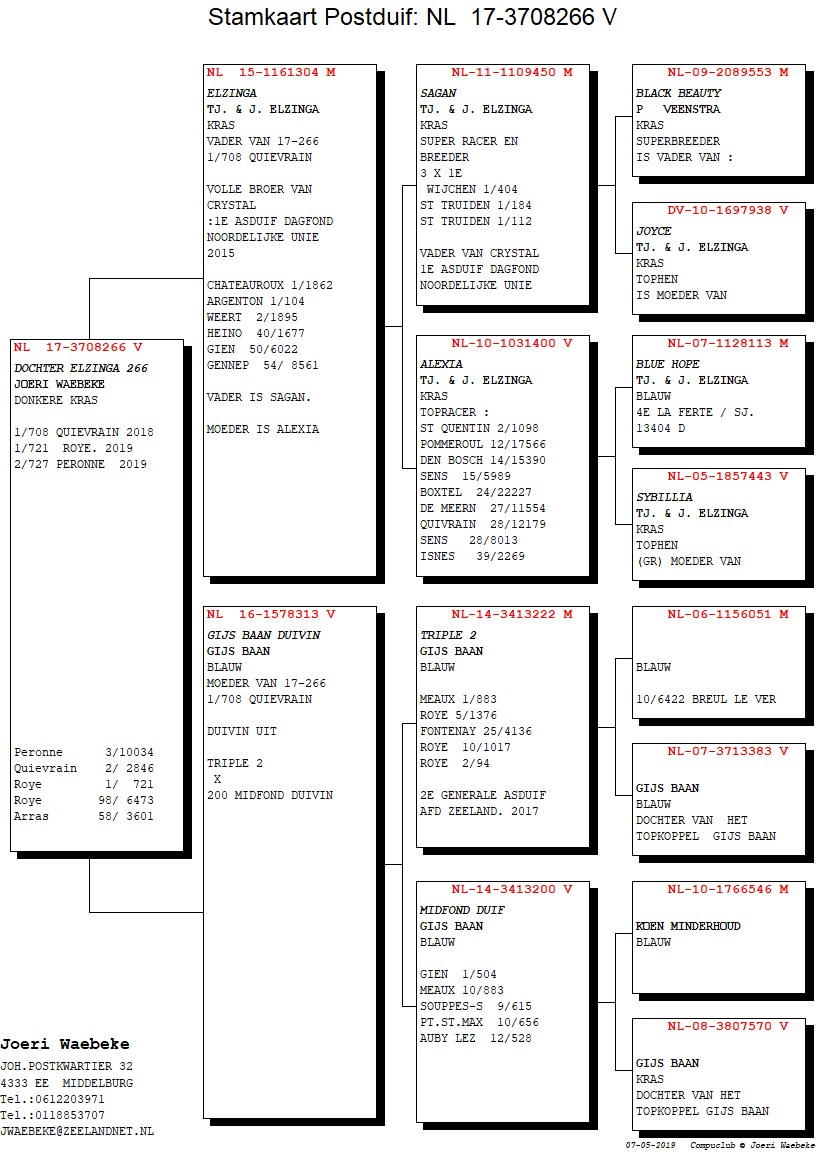 Stamkaart Postduif: NL  17-3708266 V
NL  17-3708266 V
DOCHTER ELZINGA 266
JOERI WAEBEKE
DONKERE KRAS
1/708 QUIEVRAIN 2018
1/721  ROYE. 2019
2/727 PERONNE  2019
Peronne      3/10034
Quievrain    2/ 2846
Roye         1/  721
Roye        98/ 6473
Arras       58/ 3601
NL  15-1161304 M
ELZINGA
TJ. & J. ELZINGA
KRAS
VADER VAN 17-266
1/708 QUIEVRAIN
VOLLE BROER VAN
CRYSTAL
:1E ASDUIF DAGFOND
NOORDELIJKE UNIE
2015
CHATEAUROUX 1/1862
ARGENTON 1/104
WEERT  2/1895
HEINO  40/1677
GIEN  50/6022
GENNEP  54/ 8561
VADER IS SAGAN.
MOEDER IS ALEXIA
NL  16-1578313 V
GIJS BAAN DUIVIN
GIJS BAAN
BLAUW
MOEDER VAN 17-266
1/708 QUIEVRAIN
DUIVIN UIT
TRIPLE 2
X
200 MIDFOND DUIVIN
NL-11-1109450 M
SAGAN
TJ. & J. ELZINGA
KRAS
SUPER RACER EN
BREEDER
3 X 1E
WIJCHEN 1/404
ST TRUIDEN 1/184
ST TRUIDEN 1/112
VADER VAN CRYSTAL
1E ASDUIF DAGFOND
NOORDELIJKE UNIE
NL-10-1031400 V
ALEXIA
TJ. & J. ELZINGA
KRAS
TOPRACER :
ST QUENTIN 2/1098
POMMEROUL 12/17566
DEN BOSCH 14/15390
SENS  15/5989
BOXTEL  24/22227
DE MEERN  27/11554
QUIVRAIN  28/12179
SENS   28/8013
ISNES   39/2269
NL-14-3413222 M
TRIPLE 2
GIJS BAAN
BLAUW
MEAUX 1/883
ROYE 5/1376
FONTENAY 25/4136
ROYE  10/1017
ROYE  2/94
2E GENERALE ASDUIF
AFD ZEELAND. 2017
NL-14-3413200 V
MIDFOND DUIF
GIJS BAAN
BLAUW
GIEN  1/504
MEAUX 10/883
SOUPPES-S  9/615
PT.ST.MAX  10/656
AUBY LEZ  12/528
NL-09-2089553 M
BLACK BEAUTY
P   VEENSTRA
KRAS
SUPERBREEDER
IS VADER VAN :
DV-10-1697938 V
JOYCE
TJ. & J. ELZINGA
KRAS
TOPHEN
IS MOEDER VAN
NL-07-1128113 M
BLUE HOPE
TJ. & J. ELZINGA
BLAUW
4E LA FERTE / SJ.
13404 D
NL-05-1857443 V
SYBILLIA
TJ. & J. ELZINGA
KRAS
TOPHEN
(GR) MOEDER VAN
NL-06-1156051 M
BLAUW
10/6422 BREUL LE VER
NL-07-3713383 V
GIJS BAAN
BLAUW
DOCHTER VAN  HET
TOPKOPPEL  GIJS BAAN
NL-10-1766546 M
KOEN MINDERHOUD
BLAUW
NL-08-3807570 V
GIJS BAAN
KRAS
DOCHTER VAN HET
TOPKOPPEL GIJS BAAN
Joeri Waebeke
JOH.POSTKWARTIER 32
4333 EE  MIDDELBURG
Tel.:0612203971
Tel.:0118853707
JWAEBEKE@ZEELANDNET.NL
07-05-2019   Compuclub © Joeri Waebeke